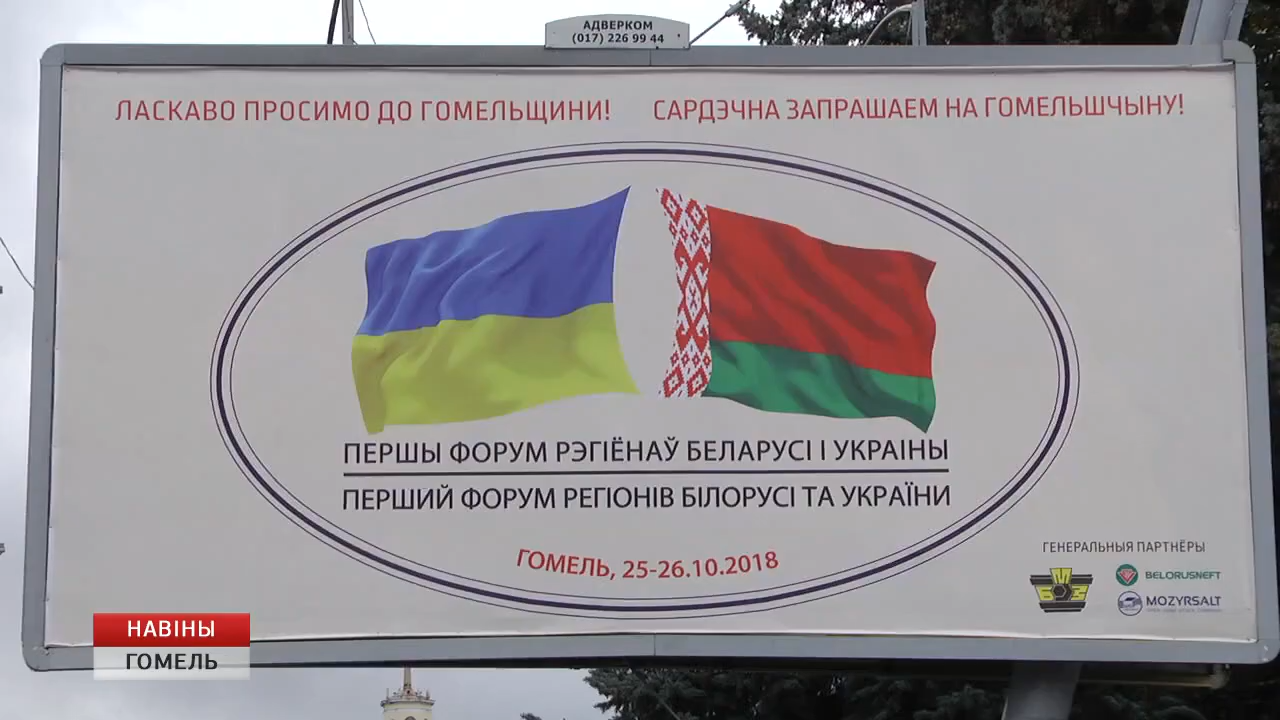 АДВЕРКОМ
(017) 226 99 44
ЛАСКАВО ПРОСИМО ДО ГОМЕЛЬЩИНИ!
САРДЭЧНА ЗАПРАШАЕМ НА ГОМЕЛЬШЧЫНУ!
ПЕРШЫ ФОРУМ РЭГІЁНАЎ БЕЛАРУСІ І УКРАІНЫ
ПЕРШИЙ ФОРУМ РЕГІОНІВ БІЛОРУСІ ТА УКРАЇНИ
ГОМЕЛЬ, 25-26.10.2018
ГЕНЕРАЛЬНЫЯ ПАРТНЁРЫ
БМЗ
BELORUSNEFT
MOZYRSALT
НАВІНЫ
ГОМЕЛЬ